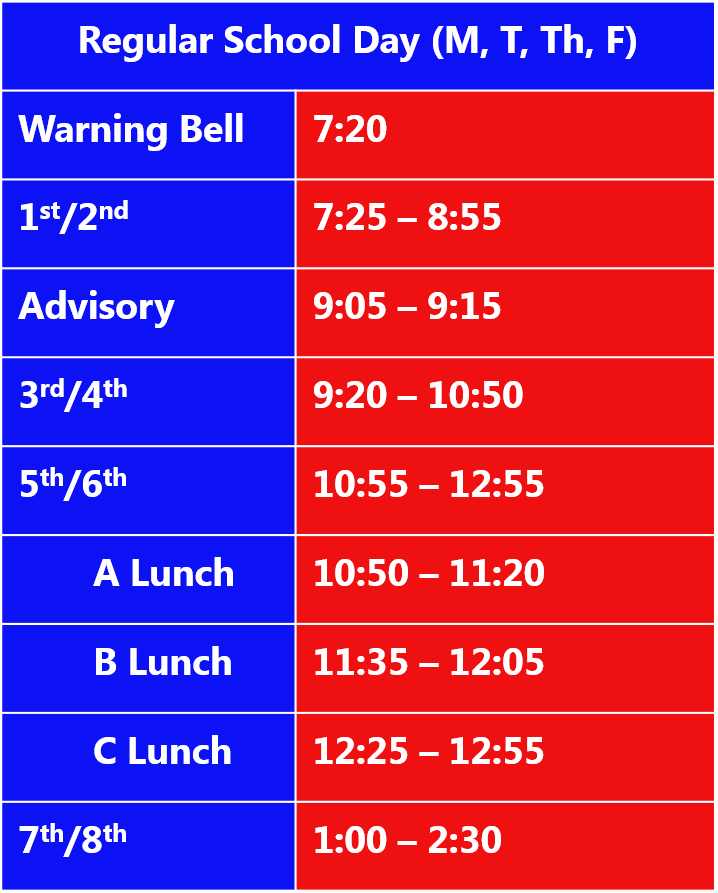 Regular School Day (M, T, Th, F)
Warning Bell 7:20
1st/2nd 7:25 – 8:55
Advisory 9:05 – 9:15
3rd/4th 9:20 – 10:50
5th/6th 10:55 – 12:55
A Lunch 10:50 – 11:20
B Lunch 11:35 – 12:05
C Lunch 12:25 – 12:55
7th/8th 1:00 – 2:30